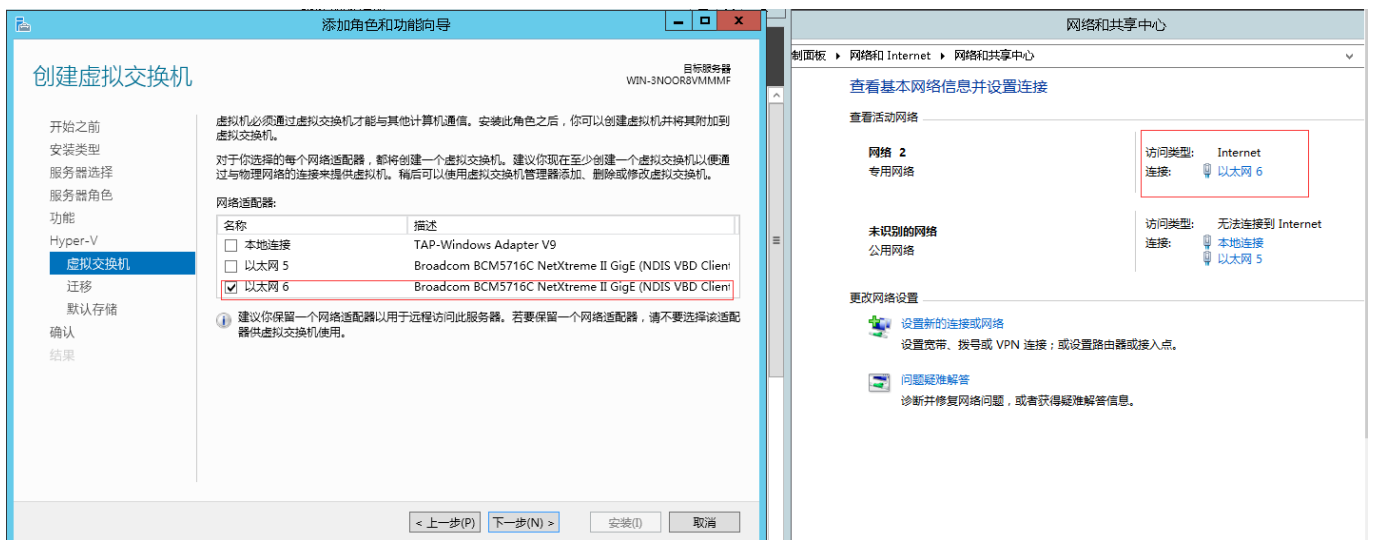 添加角色和功能向导
创建虚拟交换机
目标服务器
WIN-3NOOR8VMMMF
开始之前
安装类型
服务器选择
服务器角色
功能
Hyper-V
虚拟交换机
迁移
默认存储
确认
结果
虚拟机必须通过虚拟交换机才能与其他计算机通信。安装此角色之后，你可以创建虚拟机并将其附加到
虚拟交换机。
对于你选择的每个网络适配器，都将创建一个虚拟交换机。建议你现在至少创建一个虚拟交换机以便通
过与物理网络的连接来提供虚拟机。稍后可以使用虚拟交换机管理器添加、删除或修改虚拟交换机。
网络适配器:
名称 描述
本地连接 TAP-Windows Adapter V9
以太网 5 Broadcom BCM5716C NetXtreme II GigE (NDIS VBD Client
以太网 6 Broadcom BCM5716C NetXtreme II GigE (NDIS VBD Client
建议你保留一个网络适配器以用于远程访问此服务器。若要保留一个网络适配器，请不要选择该适配
器供虚拟交换机使用。
< 上一步(P) 下一步(N) > 安装(I) 取消
网络和共享中心
制面板 网络和 Internet 网络和共享中心
查看基本网络信息并设置连接
查看活动网络
网络 2 访问类型: Internet
专用网络 连接: 以太网 6
访问类型: 无法连接到 Internet
未识别的网络 连接: 本地连接
公用网络 以太网 5
更改网络设置
设置新的连接或网络
设置宽带、拨号或 VPN 连接；或设置路由器或接入点。
问题疑难解答
诊断并修复网络问题，或者获得疑难解答信息。